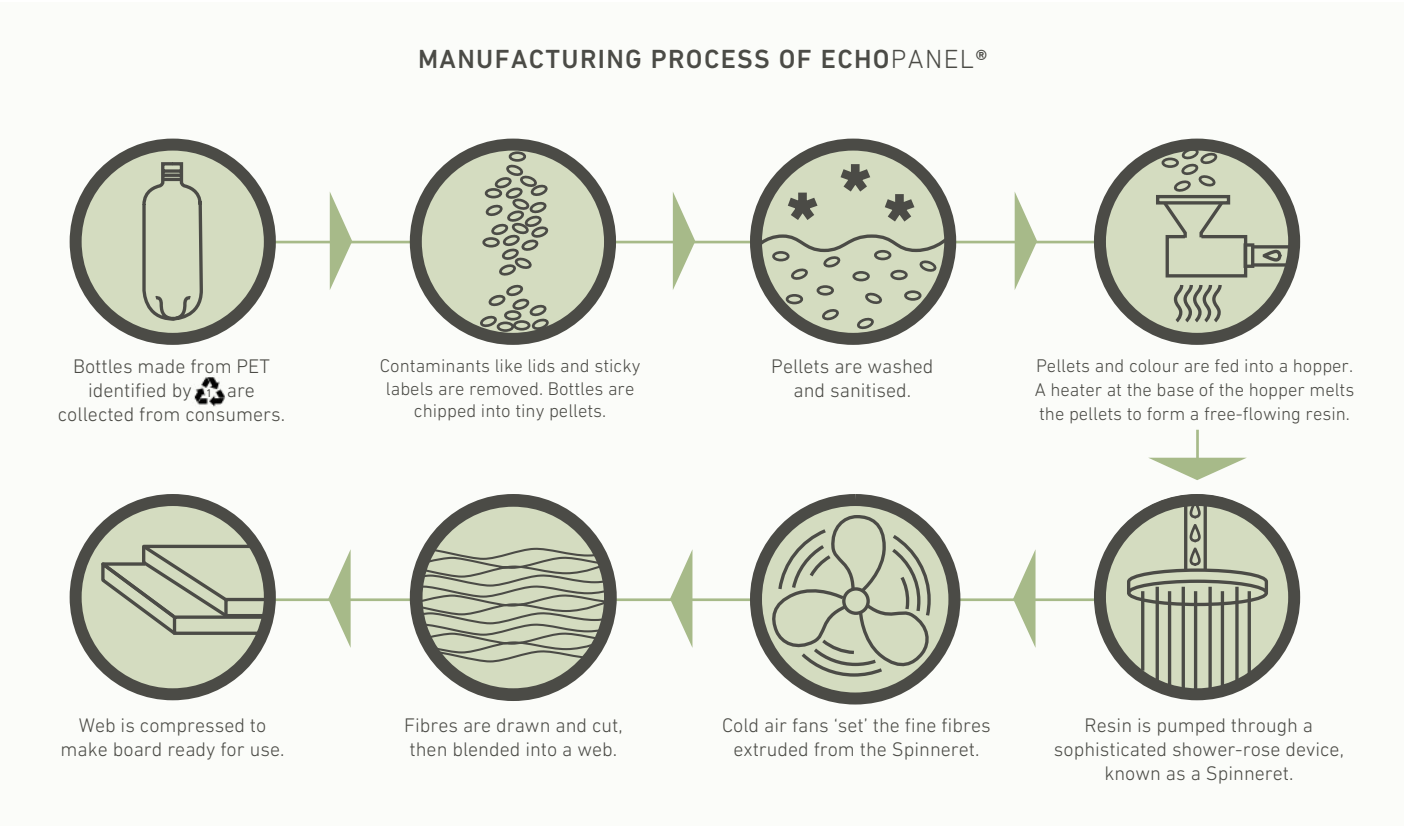 MANUFACTURING PROCESS OF ECHOPANEL®
Bottles made from PET
identified by 1 are
collected from consumers.
Contaminants like lids and sticky
labels are removed. Bottles are
chipped into tiny pellets.
Pellets are washed
and sanitised.
Pellets and colour are fed into a hopper.
A heater at the base of the hopper melts
the pellets to form a free-flowing resin.
Resin is pumped through a
sophisticated shower-rose device,
known as a Spinneret.
Cold air fans ‘set’ the fine fibres
extruded from the Spinneret.
Fibres are drawn and cut,
then blended into a web.
Web is compressed to
make board ready for use.